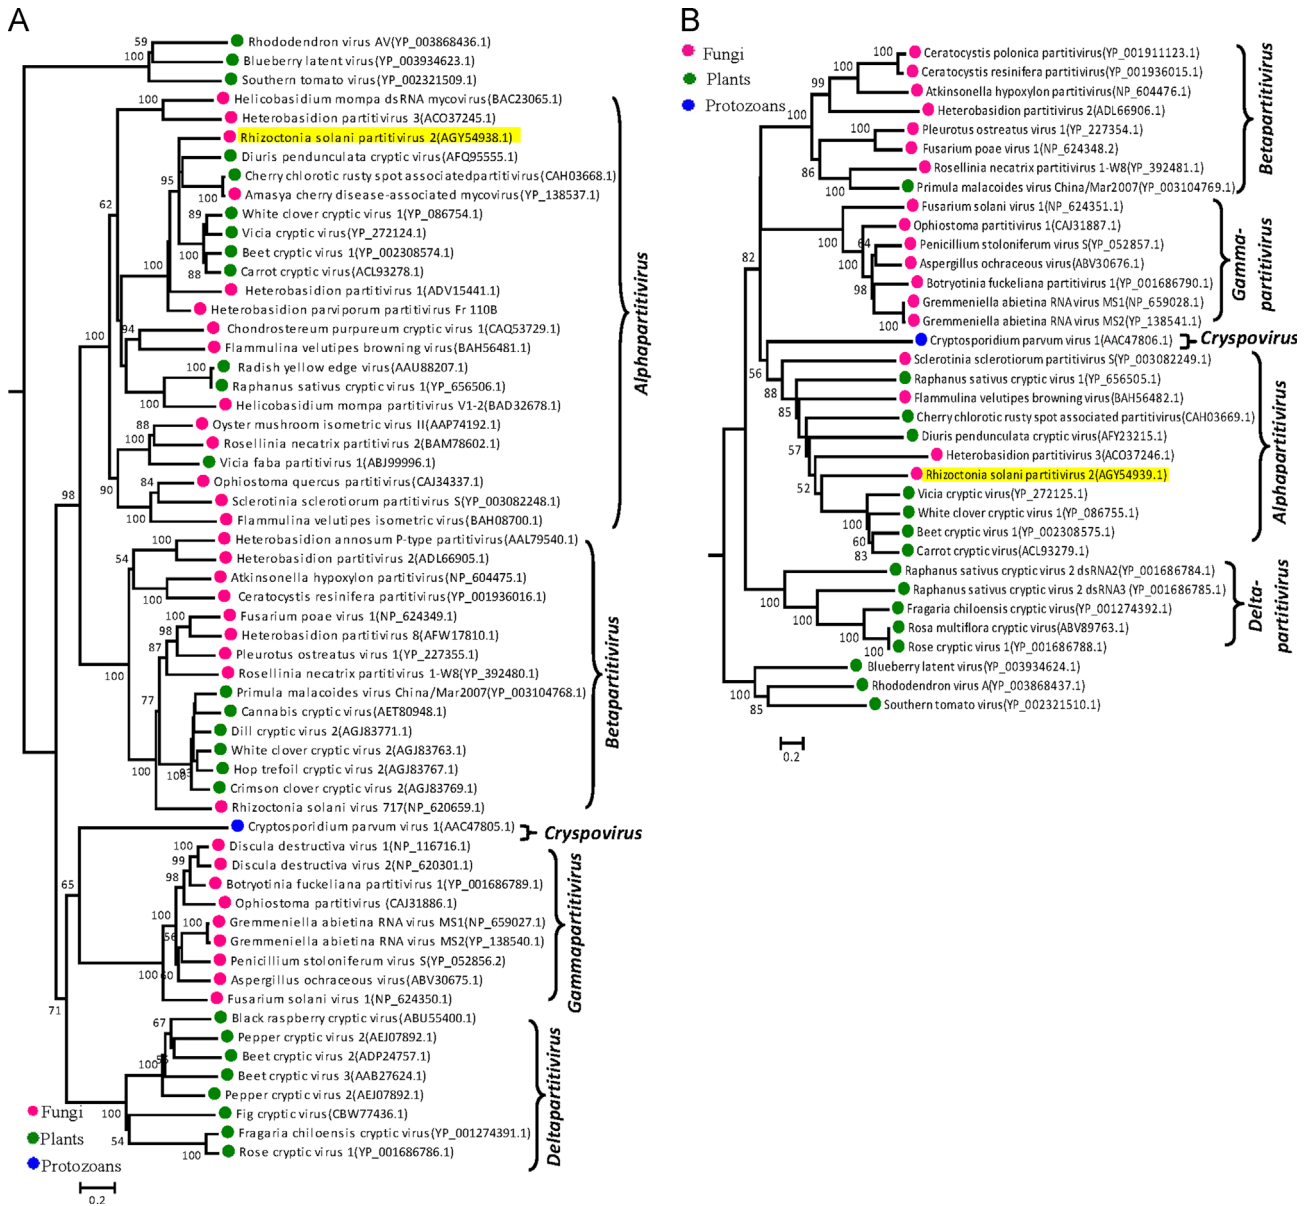 A
59
Rhododendron virus AV(YP_003868436.1)
100
Blueberry latent virus(YP_003934623.1)
Southern tomato virus(YP_002321509.1)
100
Helicobasidium mompa dsRNA mycovirus(BAC23065.1)
Heterobasidion partitivirus 3(ACO37245.1)
Rhizoctonia solani partitivirus 2(AGY54938.1)
Diuris pendunculata cryptic virus(AFQ95555.1)
95
Cherry chlorotic rusty spot associatedpartitivirus(CAH03668.1)
100
Amasya cherry disease-associated mycovirus(YP_138537.1)
62
89
White clover cryptic virus 1(YP_086754.1)
Vicia cryptic virus(YP_272124.1)
100
Beet cryptic virus 1(YP_002308574.1)
100
88
Carrot cryptic virus(ACL93278.1)
Heterobasidion partitivirus 1(ADV15441.1)
Heterobasidion parviporum partitivirus Fr 110B
94
Chondrostereum purpureum cryptic virus 1(CAQ53729.1)
100
Flammulina velutipes browning virus(BAH56481.1)
100
Radish yellow edge virus(AAU88207.1)
Raphanus sativus cryptic virus 1(YP_656506.1)
100
Helicobasidium mompa partitivirus V1-2(BAD32678.1)
88
Oyster mushroom isometric virus II(AAP74192.1)
100
Rosellinia necatrix partitivirus 2(BAM78602.1)
Vicia faba partitivirus 1(ABJ99996.1)
90
84
Ophiostoma quercus partitivirus(CAJ34337.1)
98
Sclerotinia sclerotiorum partitivirus S(YP_003082248.1)
100
Flammulina velutipes isometric virus(BAH08700.1)
Alphapartitivirus
100
Heterobasidion annosum P-type partitivirus(AAL79540.1)
54
Heterobasidion partitivirus 2(ADL66905.1)
Atkinsonella hypoxylon partitivirus(NP_604475.1)
100
Ceratocystis resinifera partitivirus(YP_001936016.1)
100
Fusarium poae virus 1(NP_624349.1)
98
Heterobasidion partitivirus 8(AFW17810.1)
87
Pleurotus ostreatus virus 1(YP_227355.1)
100
Rosellinia necatrix partitivirus 1-W8(YP_392480.1)
77
Primula malacoides virus China/Mar2007(YP_003104768.1)
Cannabis cryptic virus(AET80948.1)
Dill cryptic virus 2(AGJ83771.1)
White clover cryptic virus 2(AGJ83763.1)
100
100
93
Hop trefoil cryptic virus 2(AGJ83767.1)
Crimson clover cryptic virus 2(AGJ83769.1)
Rhizoctonia solani virus 717(NP_620659.1)
Betapartitivirus
Cryptosporidium parvum virus 1(AAC47805.1)
Cryspovirus
100
Discula destructiva virus 1(NP_116716.1)
99
Discula destructiva virus 2(NP_620301.1)
65
98
Botryotinia fuckeliana partitivirus 1(YP_001686789.1)
Ophiostoma partitivirus (CAJ31886.1)
100
100
Gremmeniella abietina RNA virus MS1(NP_659027.1)
56
Gremmeniella abietina RNA virus MS2(YP_138540.1)
Penicillium stoloniferum virus S(YP_052856.2)
100
60
Aspergillus ochraceous virus(ABV30675.1)
Fusarium solani virus 1(NP_624350.1)
Gammapartitivirus
71
67
Black raspberry cryptic virus(ABU55400.1)
Pepper cryptic virus 2(AEJ07892.1)
100
Beet cryptic virus 2(ADP24757.1)
Beet cryptic virus 3(AAB27624.1)
Pepper cryptic virus 2(AEJ07892.1)
100
Fig cryptic virus(CBW77436.1)
54
Fragaria chiloensis cryptic virus(YP_001274391.1)
100
Rose cryptic virus 1(YP_001686786.1)
Deltapartitivirus
Fungi
Plants
Protozoans
0.2
B
Fungi
Plants
Protozoans
100
Ceratocystis polonica partitivirus(YP_001911123.1)
99
Ceratocystis resinifera partitivirus(YP_001936015.1)
Atkinsonella hypoxylon partitivirus(NP_604476.1)
100
Heterobasidion partitivirus 2(ADL66906.1)
100
Pleurotus ostreatus virus 1(YP_227354.1)
Fusarium poae virus 1(NP_624348.2)
86
Rosellinia necatrix partitivirus 1-W8(YP_392481.1)
100
Primula malacoides virus China/Mar2007(YP_003104769.1)
Betapartitivirus
Fusarium solani virus 1(NP_624351.1)
100
Ophiostoma partitivirus 1(CAJ31887.1)
64
Penicillium stoloniferum virus S(YP_052857.1)
82
100
Aspergillus ochraceous virus(ABV30676.1)
98
Botryotinia fuckeliana partitivirus 1(YP_001686790.1)
Gremmeniella abietina RNA virus MS1(NP_659028.1)
100
Gremmeniella abietina RNA virus MS2(YP_138541.1)
Gamma-
partitivirus
Cryptosporidium parvum virus 1(AAC47806.1)
Cryspovirus
56
Sclerotinia sclerotiorum partitivirus S(YP_003082249.1)
88
Raphanus sativus cryptic virus 1(YP_656505.1)
Flammulina velutipes browning virus(BAH56482.1)
85
Cherry chlorotic rusty spot associated partitivirus(CAH03669.1)
Diuris pendunculata cryptic virus(AFY23215.1)
57
Heterobasidion partitivirus 3(ACO37246.1)
Rhizoctonia solani partitivirus 2(AGY54939.1)
52
Vicia cryptic virus(YP_272125.1)
White clover cryptic virus 1(YP_086755.1)
100
Beet cryptic virus 1(YP_002308575.1)
60
83
Carrot cryptic virus(ACL93279.1)
Alphapartitivirus
Raphanus sativus cryptic virus 2 dsRNA2(YP_001686784.1)
Raphanus sativus cryptic virus 2 dsRNA3 (YP_001686785.1)
100
Fragaria chiloensis cryptic virus(YP_001274392.1)
100
Rosa multiflora cryptic virus(ABV89763.1)
100
Rose cryptic virus 1(YP_001686788.1)
100
Delta-
partitivirus
Blueberry latent virus(YP_003934624.1)
Rhododendron virus A(YP_003868437.1)
100
Southern tomato virus(YP_002321510.1)
85
0.2